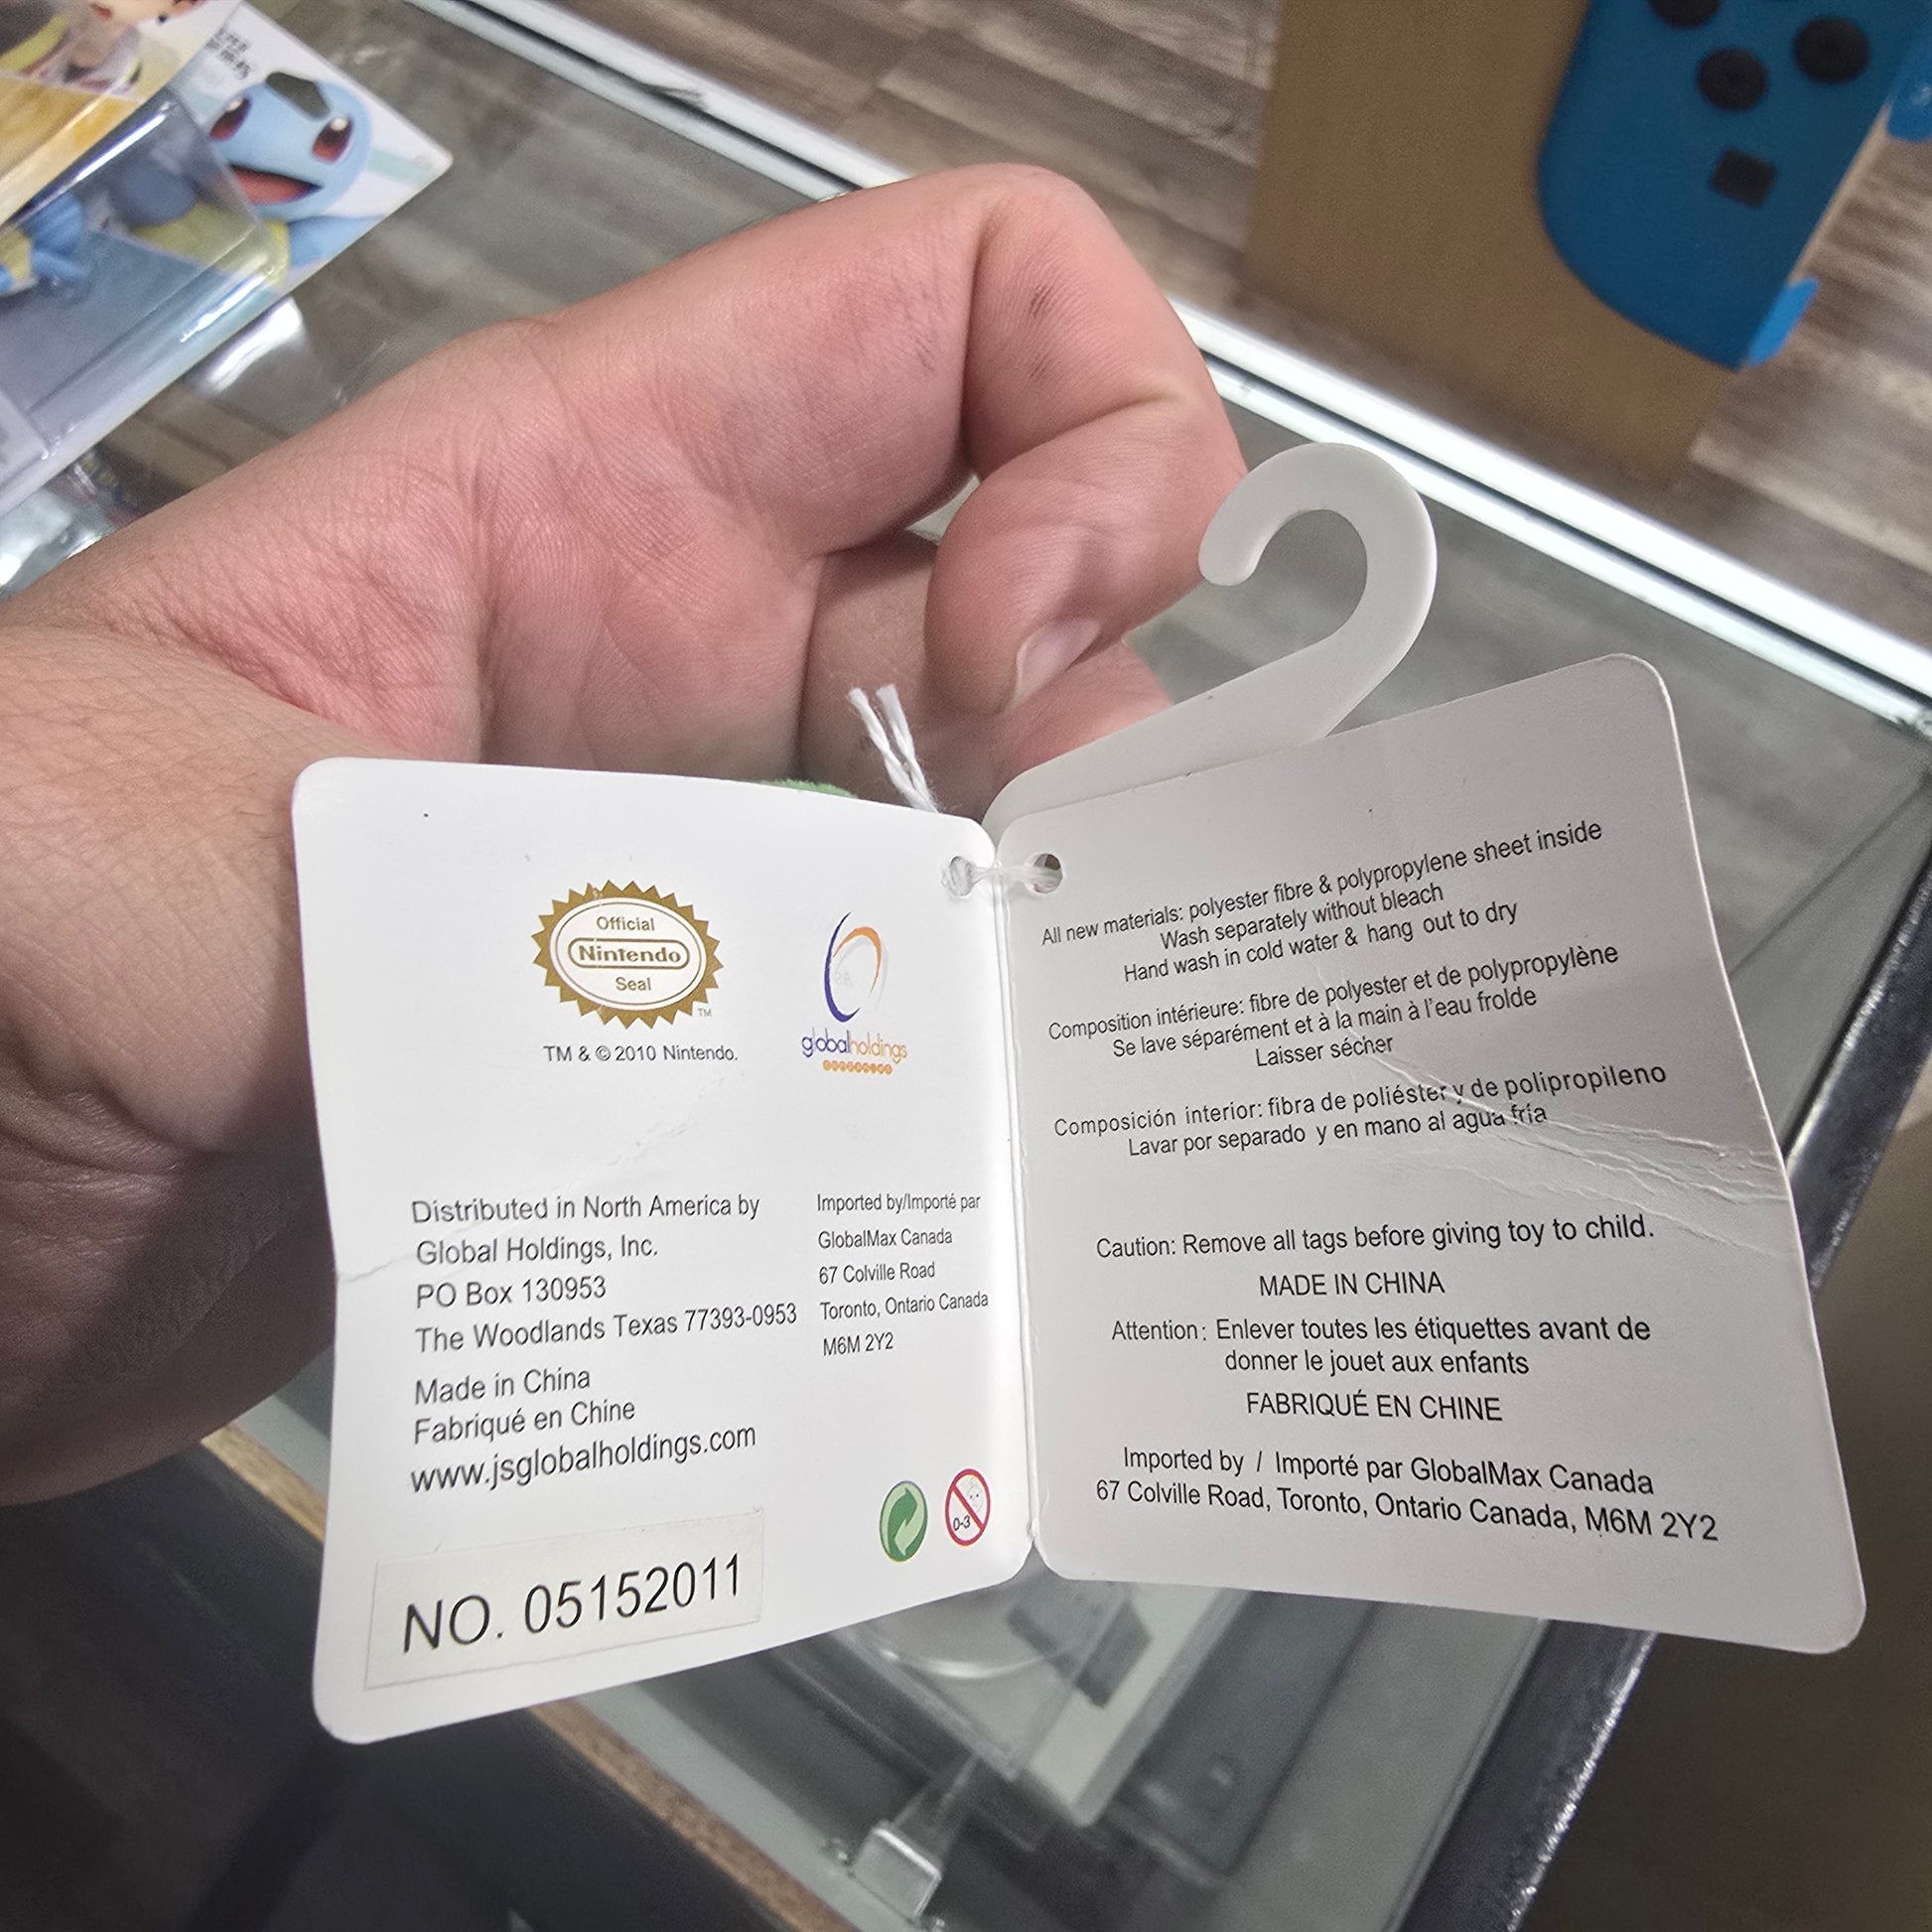 Official
Nintendo
Seal
TM
TM & © 2010 Nintendo.
globalholdings
Distributed in North America by
Global Holdings, Inc.
PO Box 130953
The Woodlands Texas 77393-0953
Made in China
Fabriqué en Chine
www.jsglobalholdings.com
Imported by/Importé par
GlobalMax Canada
67 Colville Road
Toronto, Ontario Canada
M6M 2Y2
0-3
NO. 05152011
All new materials: polyester fibre & polypropylene sheet inside
Wash separately without bleach
Hand wash in cold water & hang out to dry
Composition intérieure: fibre de polyester et de polypropylène
Se lave séparément et à la main à l'eau frolde
Laisser sécher
Composición interior: fibra de poliéster y de polipropileno
Lavar por separado y en mano al agua fría
Caution: Remove all tags before giving toy to child.
MADE IN CHINA
Attention: Enlever toutes les étiquettes avant de
donner le jouet aux enfants
FABRIQUÉ EN CHINE
Imported by / Importé par GlobalMax Canada
67 Colville Road, Toronto, Ontario Canada, M6M 2Y2